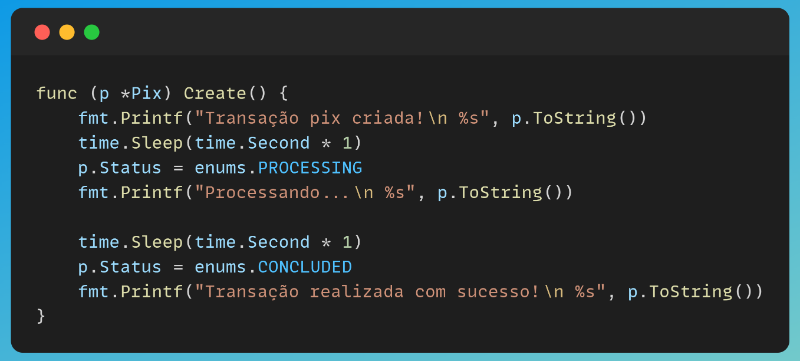 func (p *Pix) Create() {
    fmt.Printf("Transação pix criada!\n %s", p.ToString())
    time.Sleep(time.Second * 1)
    p.Status = enums.PROCESSING
    fmt.Printf("Processando...\n %s", p.ToString())

    time.Sleep(time.Second * 1)
    p.Status = enums.CONCLUDED
    fmt.Printf("Transação realizada com sucesso!\n %s", p.ToString())
}